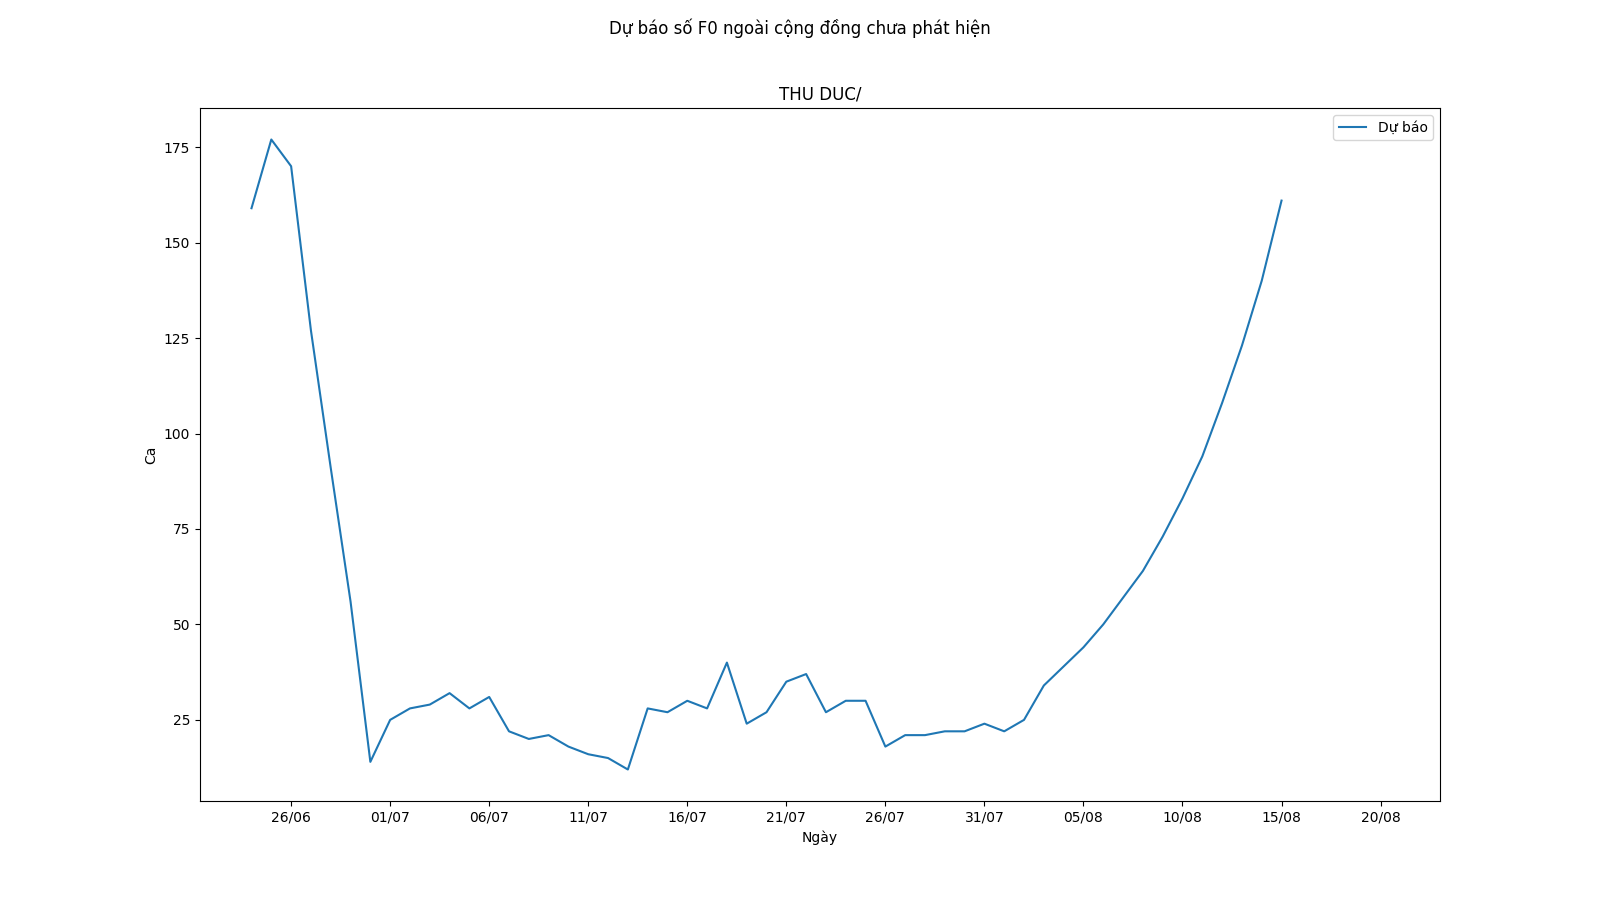 Dự báo số F0 ngoài cộng đồng chưa phát hiện
THU DUC/
Dự báo
175
150
125
100
75
50
25
Ca
26/06 01/07 06/07 11/07 16/07 21/07 26/07 31/07 05/08 10/08 15/08 20/08
Ngày